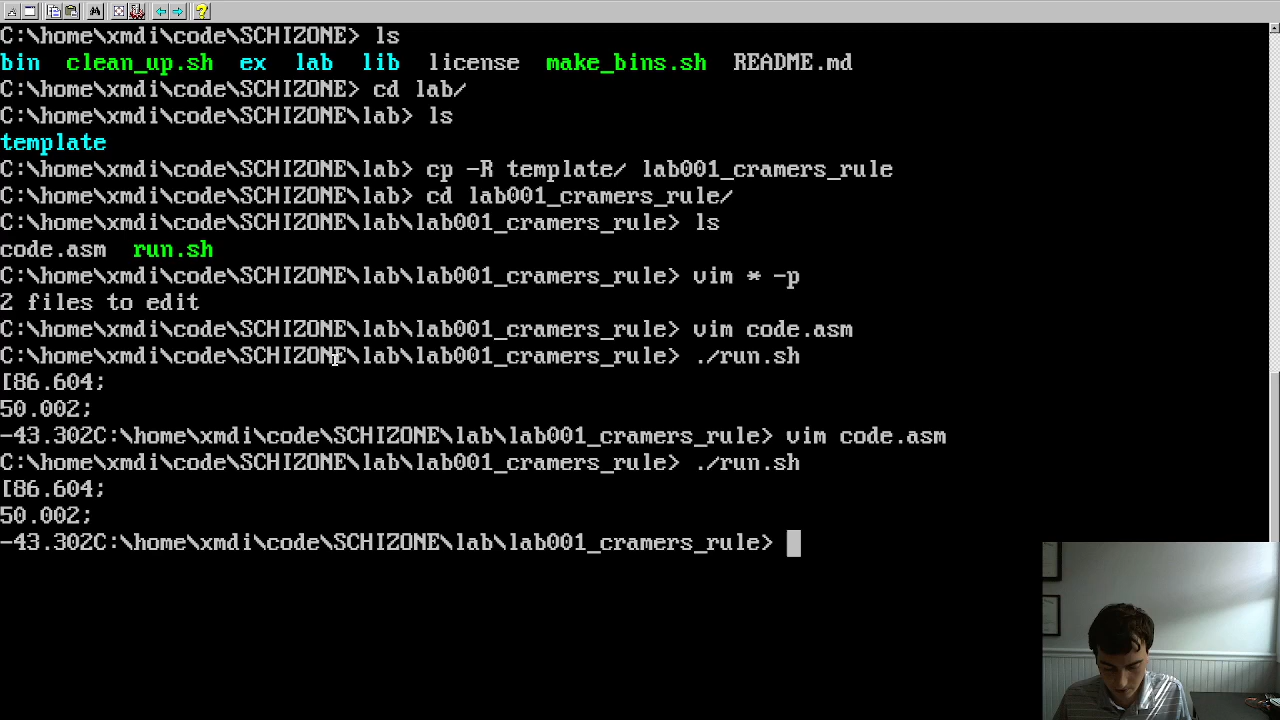 C:\home\xmdi\code\SCHIZONE> ls
bin clean_up.sh ex lab lib license make_bins.sh README.md
C:\home\xmdi\code\SCHIZONE> cd lab/
C:\home\xmdi\code\SCHIZONE\lab> ls
template
C:\home\xmdi\code\SCHIZONE\lab> cp -R template/ lab001_cramers_rule
C:\home\xmdi\code\SCHIZONE\lab> cd lab001_cramers_rule/
C:\home\xmdi\code\SCHIZONE\lab\lab001_cramers_rule> ls
code.asm run.sh
C:\home\xmdi\code\SCHIZONE\lab\lab001_cramers_rule> vim * -p
2 files to edit
C:\home\xmdi\code\SCHIZONE\lab\lab001_cramers_rule> vim code.asm
C:\home\xmdi\code\SCHIZONE\lab\lab001_cramers_rule> ./run.sh
[86.604;
50.002;
-43.302C:\home\xmdi\code\SCHIZONE\lab\lab001_cramers_rule> vim code.asm
C:\home\xmdi\code\SCHIZONE\lab\lab001_cramers_rule> ./run.sh
[86.604;
50.002;
-43.302C:\home\xmdi\code\SCHIZONE\lab\lab001_cramers_rule>